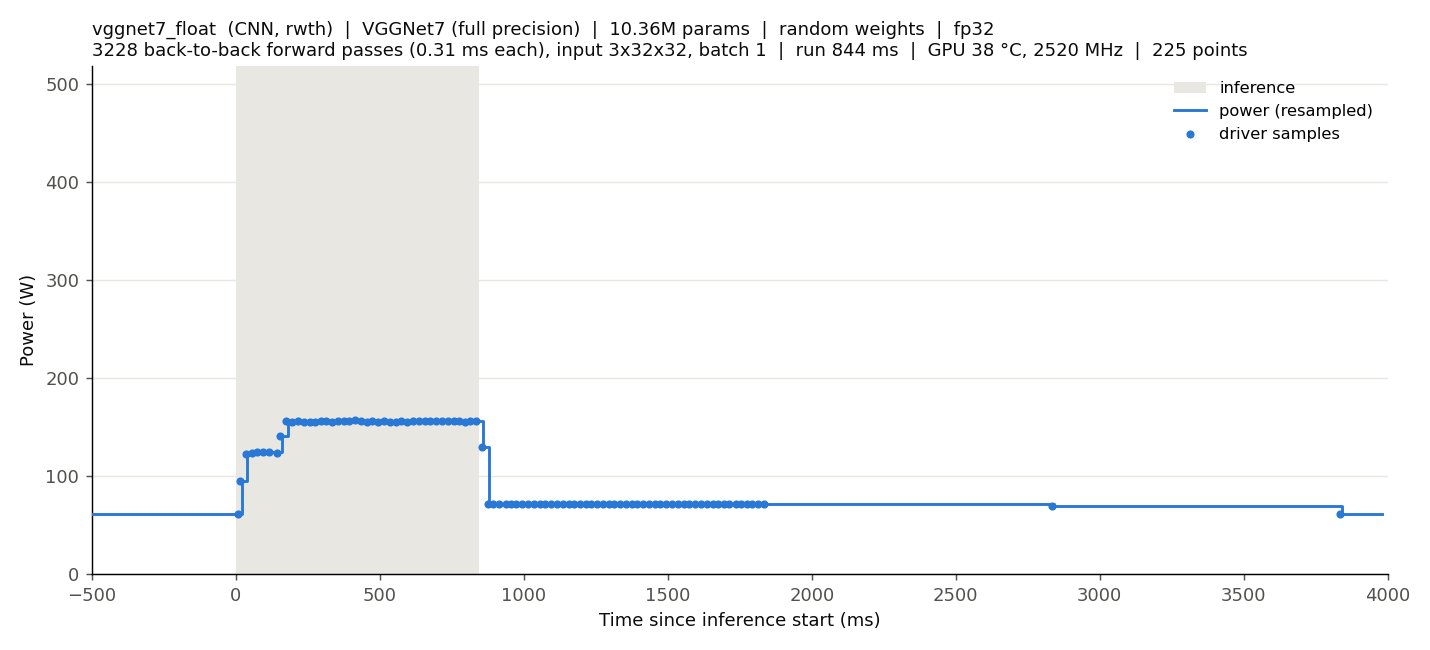 vggnet7_float  (CNN, rwth)  |  VGGNet7 (full precision)  |  10.36M params  |  random weights  |  fp32
3228 back-to-back forward passes (0.31 ms each), input 3x32x32, batch 1  |  run 844 ms  |  GPU 38 °C, 2520 MHz  |  225 points
500
400
300
200
100
0
Power (W)
inference
power (resampled)
driver samples
−500
0
500
1000
1500
2000
2500
3000
3500
4000
Time since inference start (ms)